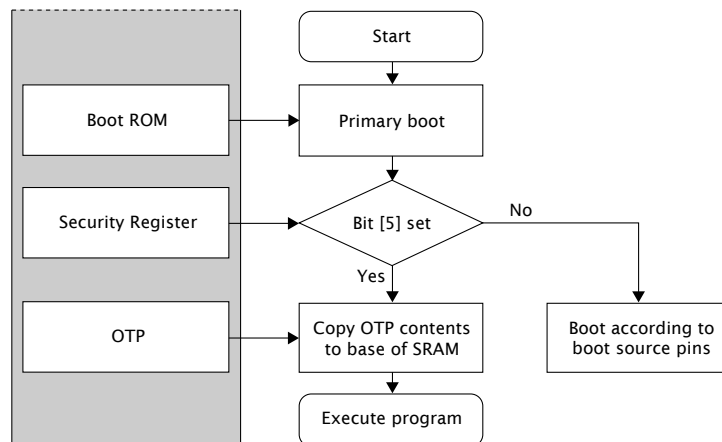 Start
Boot ROM
Primary boot
Security Register
Bit [5] set
No
Yes
OTP
Copy OTP contents
to base of SRAM
Boot according to
boot source pins
Execute program